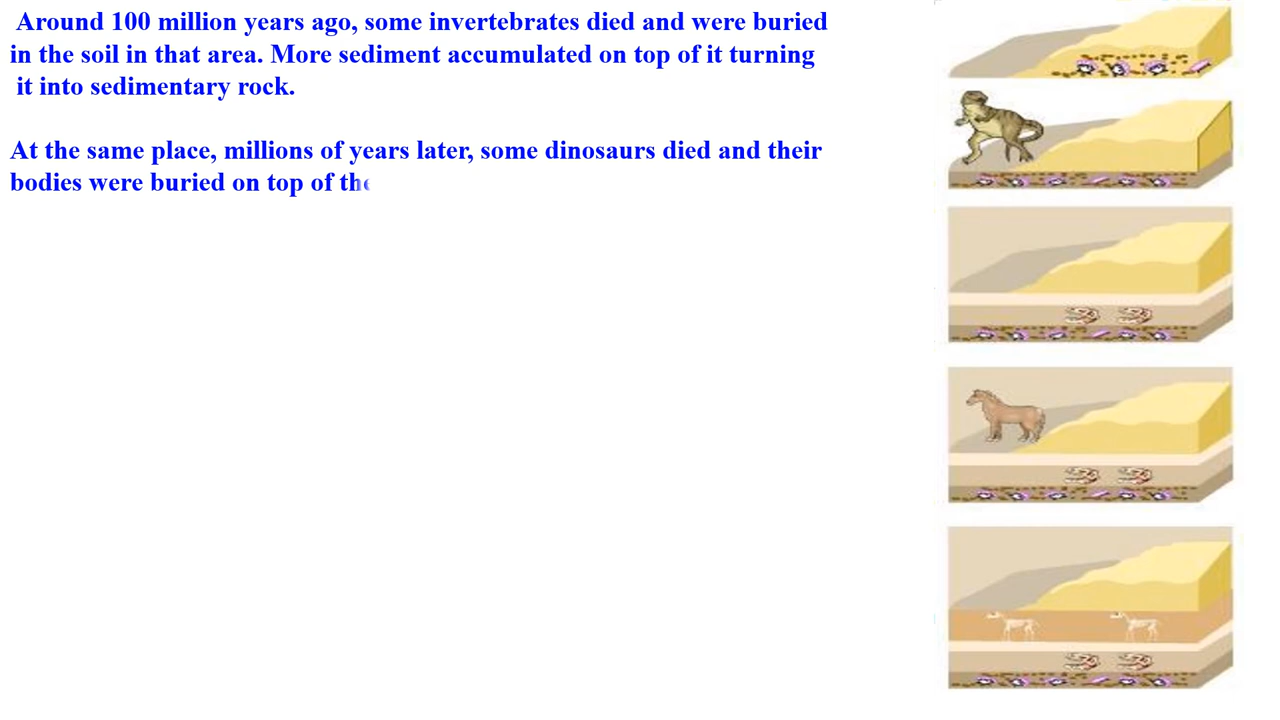 Around 100 million years ago, some invertebrates died and were buried
in the soil in that area. More sediment accumulated on top of it turning
it into sedimentary rock.
At the same place, millions of years later, some dinosaurs died and their
bodies were buried on top of the